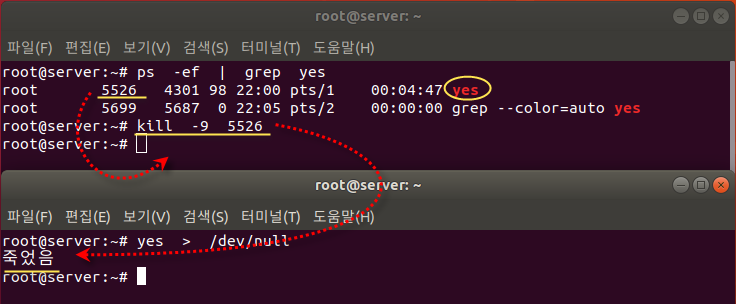 root@server: ~
파일(F) 편집(E) 보기(V) 검색(S) 터미널(T) 도움말(H)
root@server:~# ps -ef | grep yes
root 5526 4301 98 22:00 pts/1 00:04:47 yes
root 5699 5687 0 22:05 pts/2 00:00:00 grep --color=auto yes
root@server:~# kill -9 5526
root@server:~#
root@server: ~
파일(F) 편집(E) 보기(V) 검색(S) 터미널(T) 도움말(H)
root@server:~# yes > /dev/null
죽었음
root@server:~#